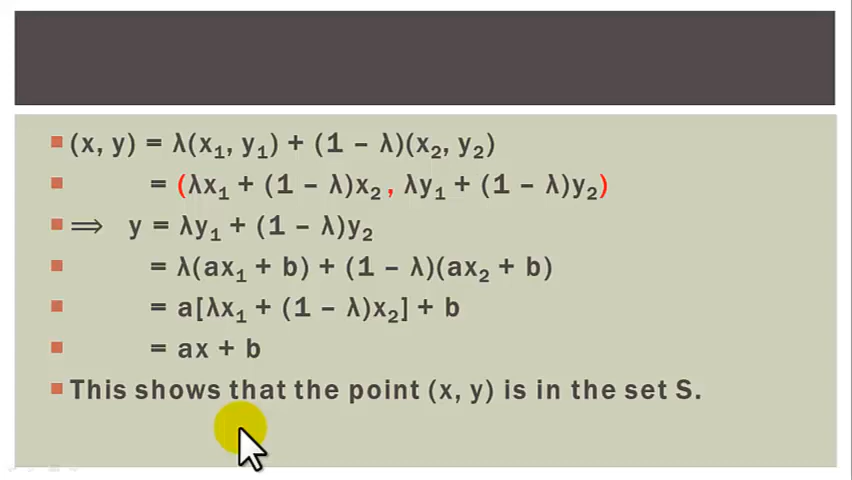 (x, y) = λ(x₁, y₁) + (1 – λ)(x₂, y₂)
= (λx₁ + (1 – λ)x₂ , λy₁ + (1 – λ)y₂)
⟹ y = λy₁ + (1 – λ)y₂
= λ(ax₁ + b) + (1 – λ)(ax₂ + b)
= a[λx₁ + (1 – λ)x₂] + b
= ax + b
This shows that the point (x, y) is in the set S.